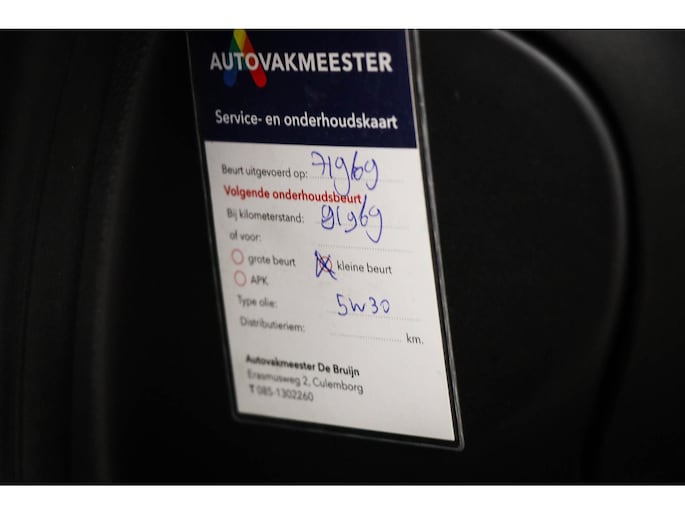 AUTOVAKMEESTER
Service- en onderhoudskaart
Beurt uitgevoerd op: 71969
Volgende onderhoudsbeurt
Bij kilometerstand: 91969
of voor:
grote beurt kleine beurt
APK
Type olie: 5W30
Distributieriem: km.
Autovakmeester De Bruijn
Erasmusweg 2, Culemborg
T 085-1302260